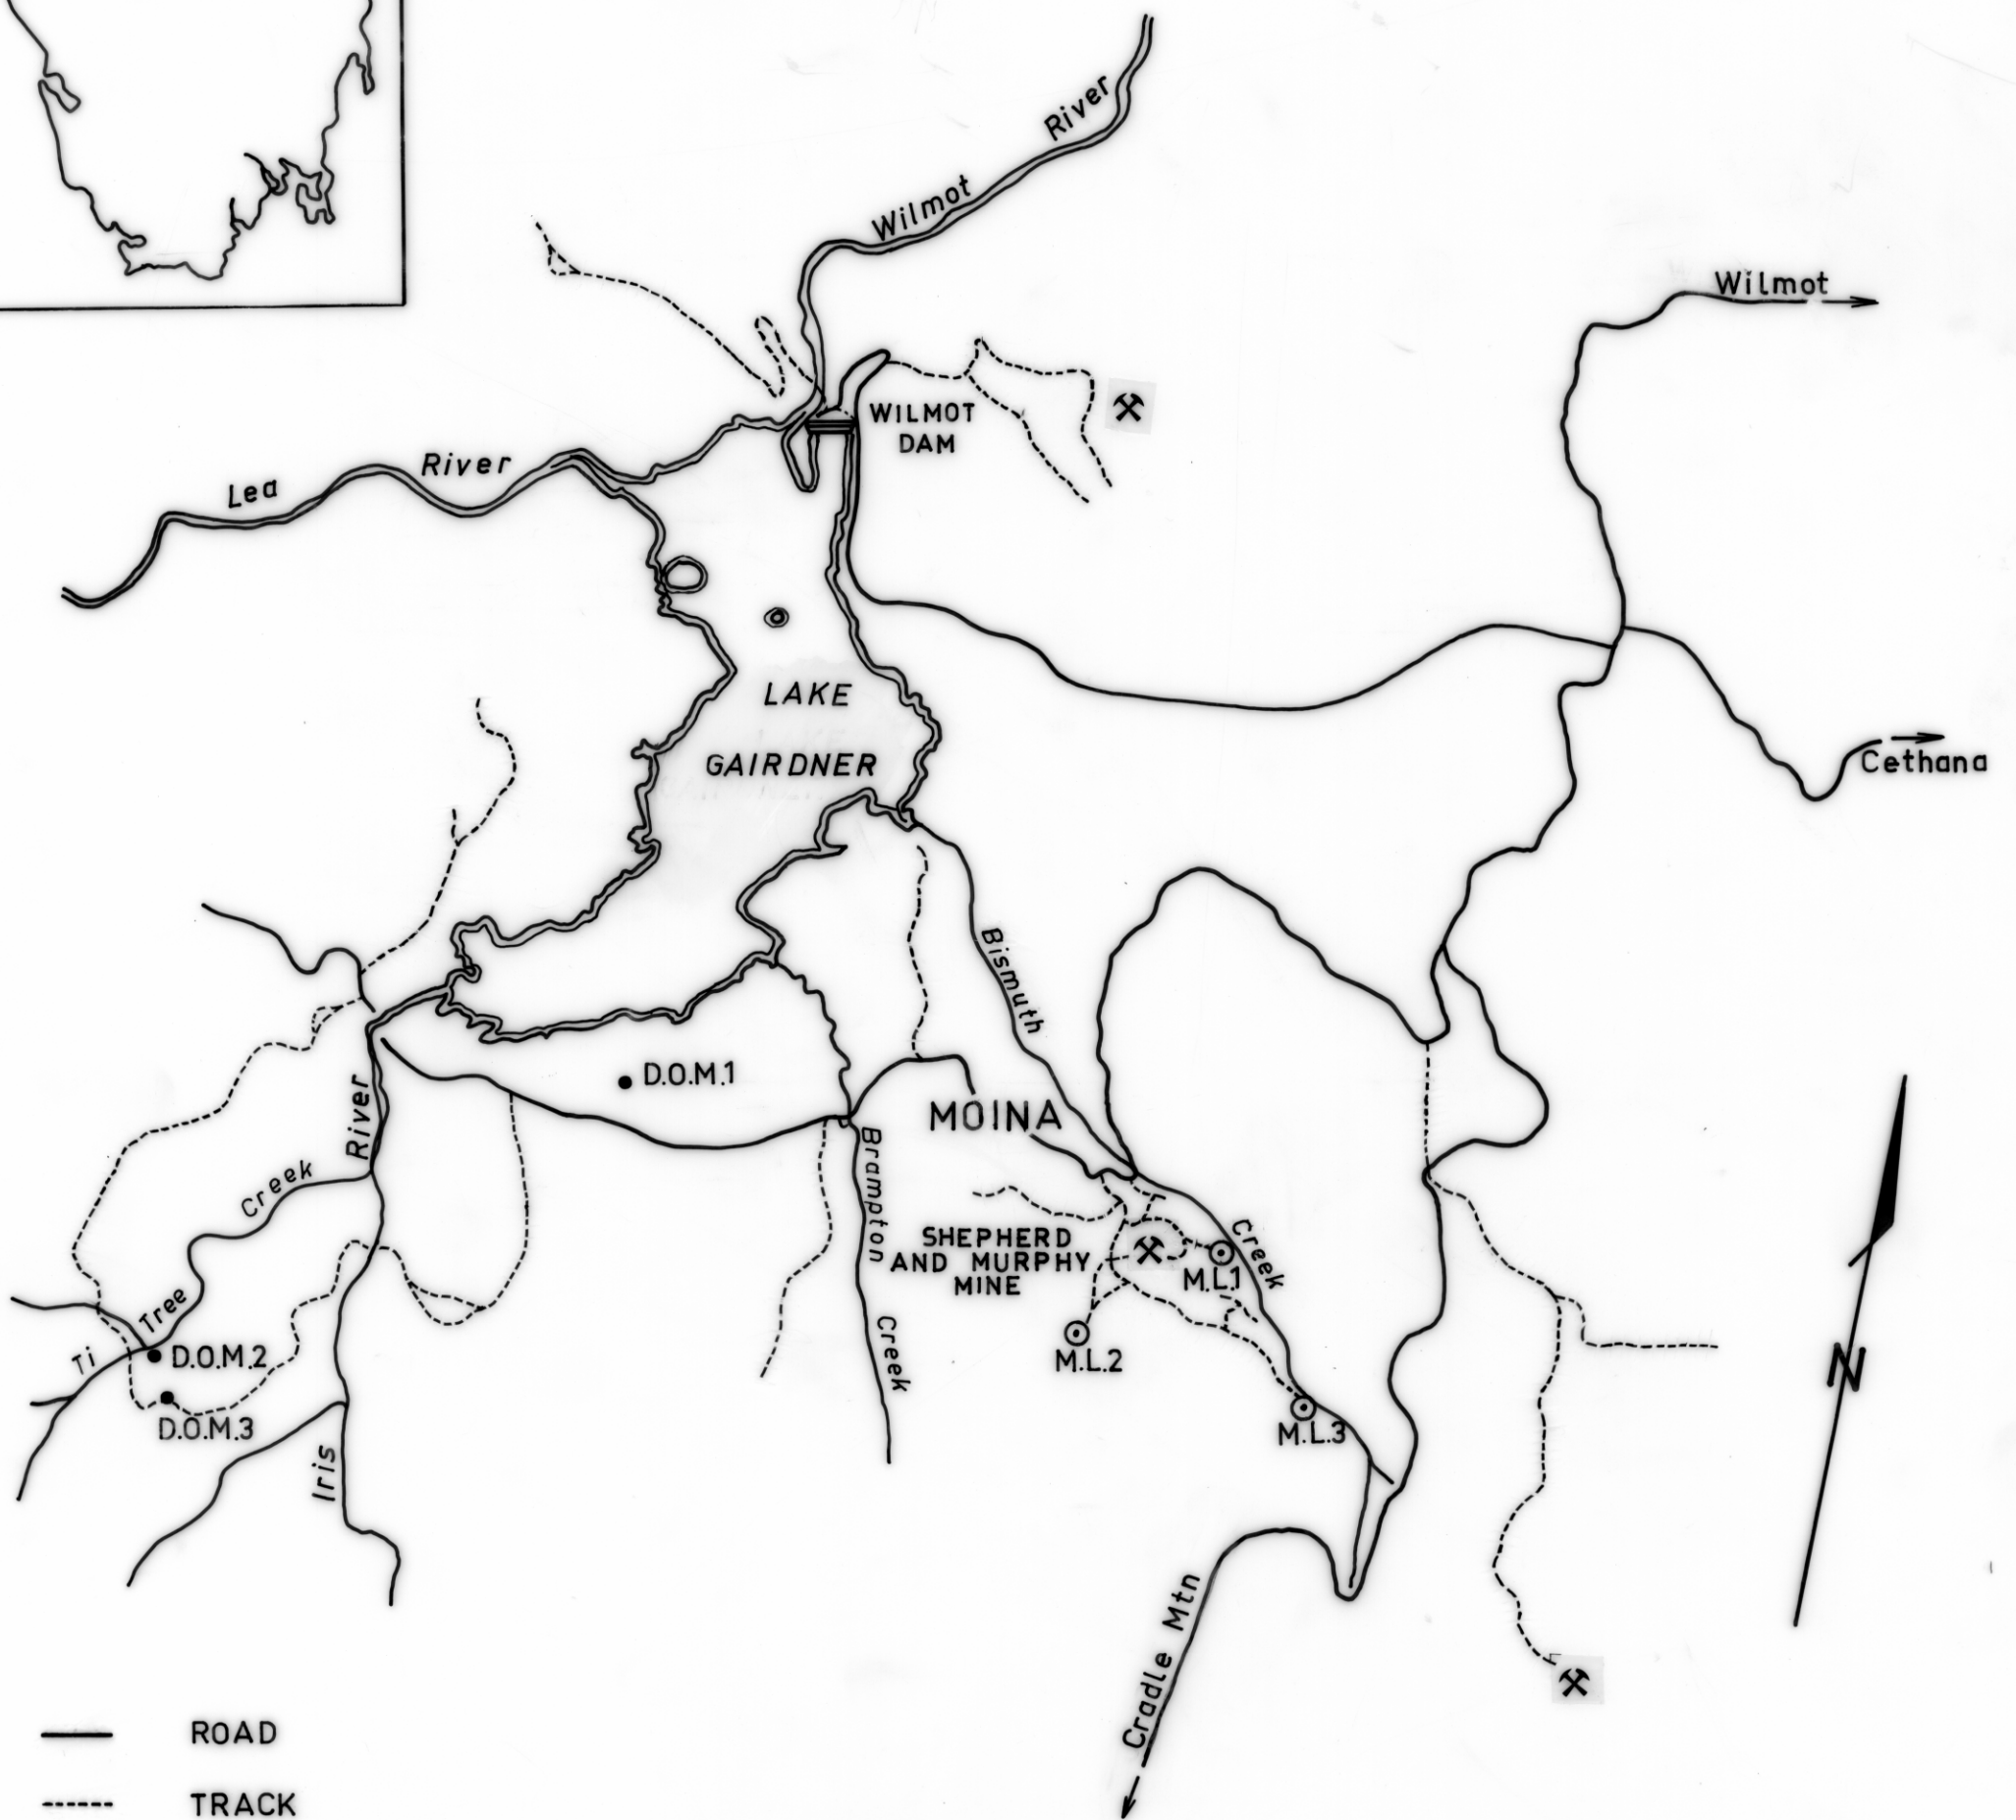 Wilmot River
Wilmot
WILMOT
DAM
Lea River
LAKE
GAIRDNER
Cethana
Bismuth Creek
D.O.M.1
MOINA
Iris River
Ti Tree Creek
Brampton Creek
SHEPHERD
AND MURPHY
MINE
M.L.1
M.L.2
M.L.3
D.O.M.2
D.O.M.3
N
Cradle Mtn
ROAD
TRACK